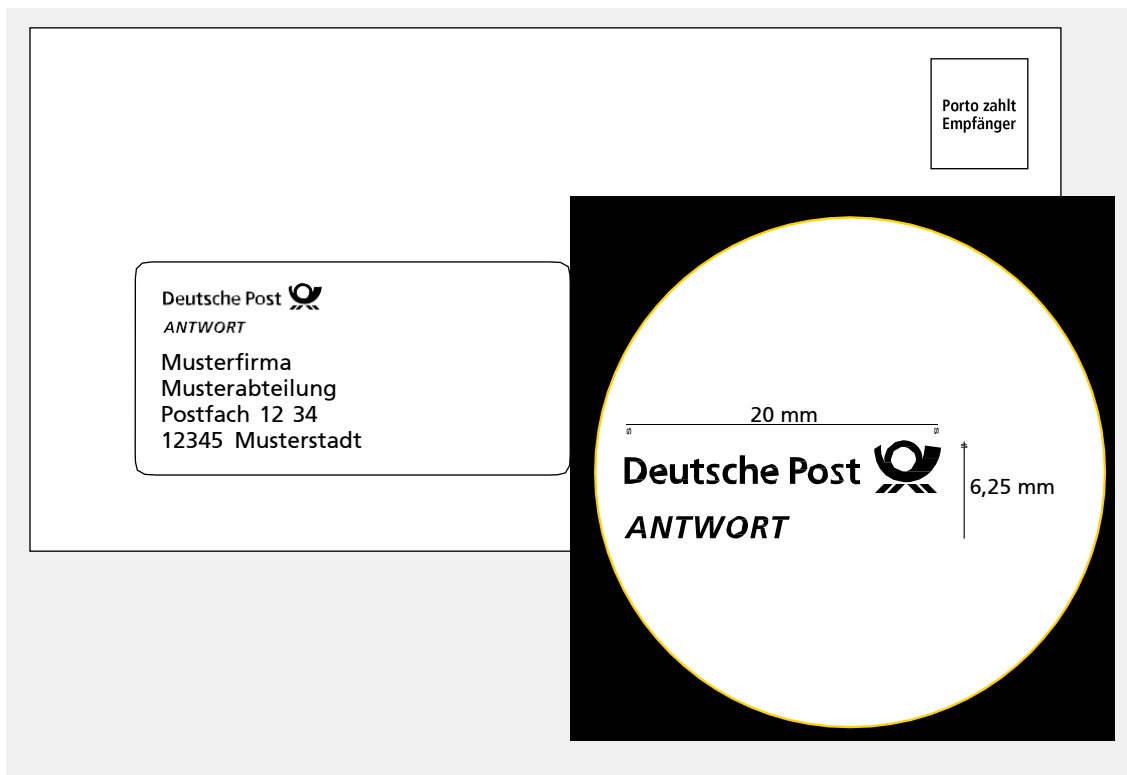 Porto zahlt
Empfänger
Deutsche Post
ANTWORT
Musterfirma
Musterabteilung
Postfach 12 34
12345 Musterstadt
20 mm
Deutsche Post
6,25 mm
ANTWORT